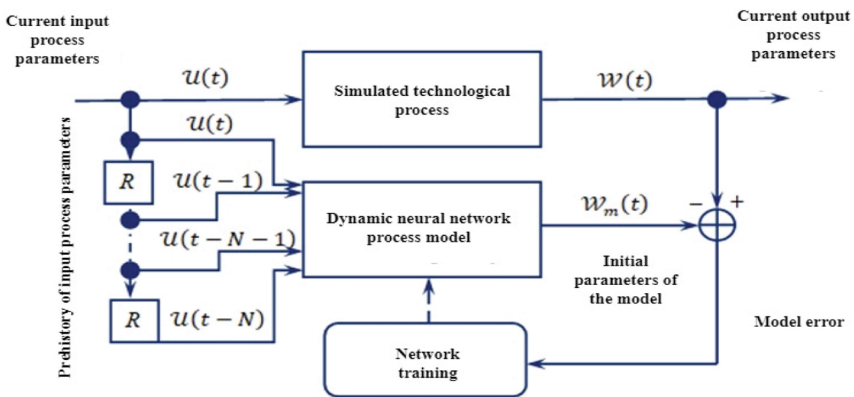 Current input
process
parameters
Current output
process
parameters
𝒰(t)
Simulated technological
process
𝒲(t)
𝒰(t)
Prehistory of input process parameters
R
𝒰(t − 1)
Dynamic neural network
process model
𝒲m(t)
− +
𝒰(t − N − 1)
Initial
parameters of
the model
R
𝒰(t − N)
Model error
Network
training